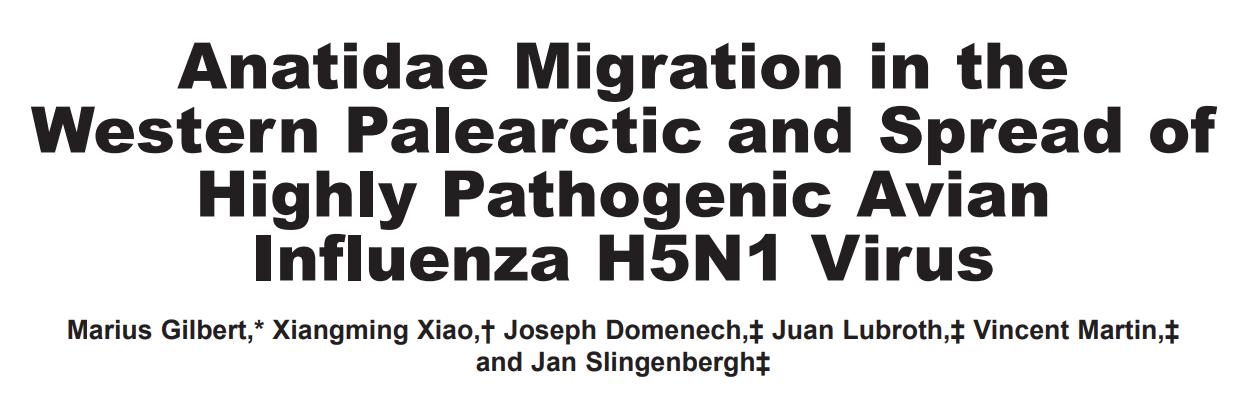 Anatidae Migration in the
Western Palearctic and Spread of
Highly Pathogenic Avian
Influenza H5N1 Virus
Marius Gilbert,* Xiangming Xiao,† Joseph Domenech,‡ Juan Lubroth,‡ Vincent Martin,‡
and Jan Slingenbergh‡